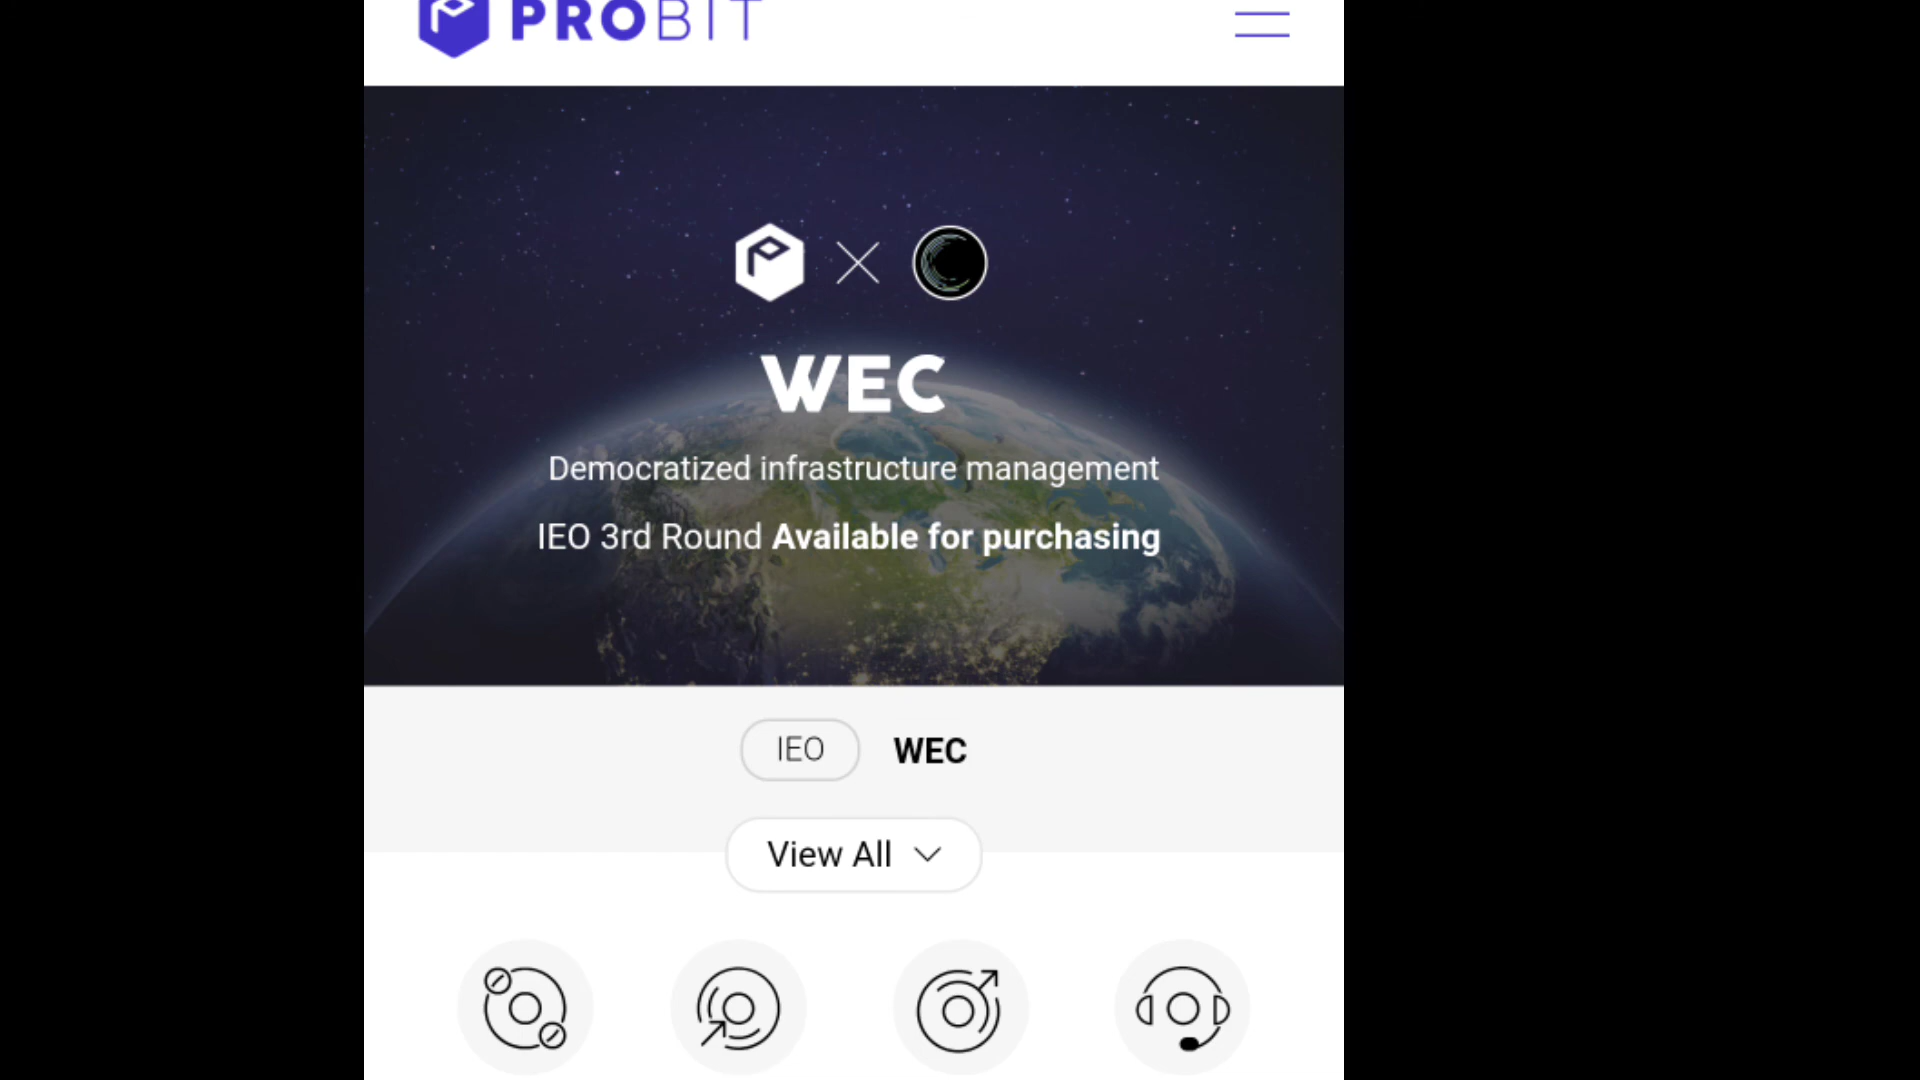 PROBIT
WEC
Democratized infrastructure management
IEO 3rd Round Available for purchasing
IEO WEC
View All